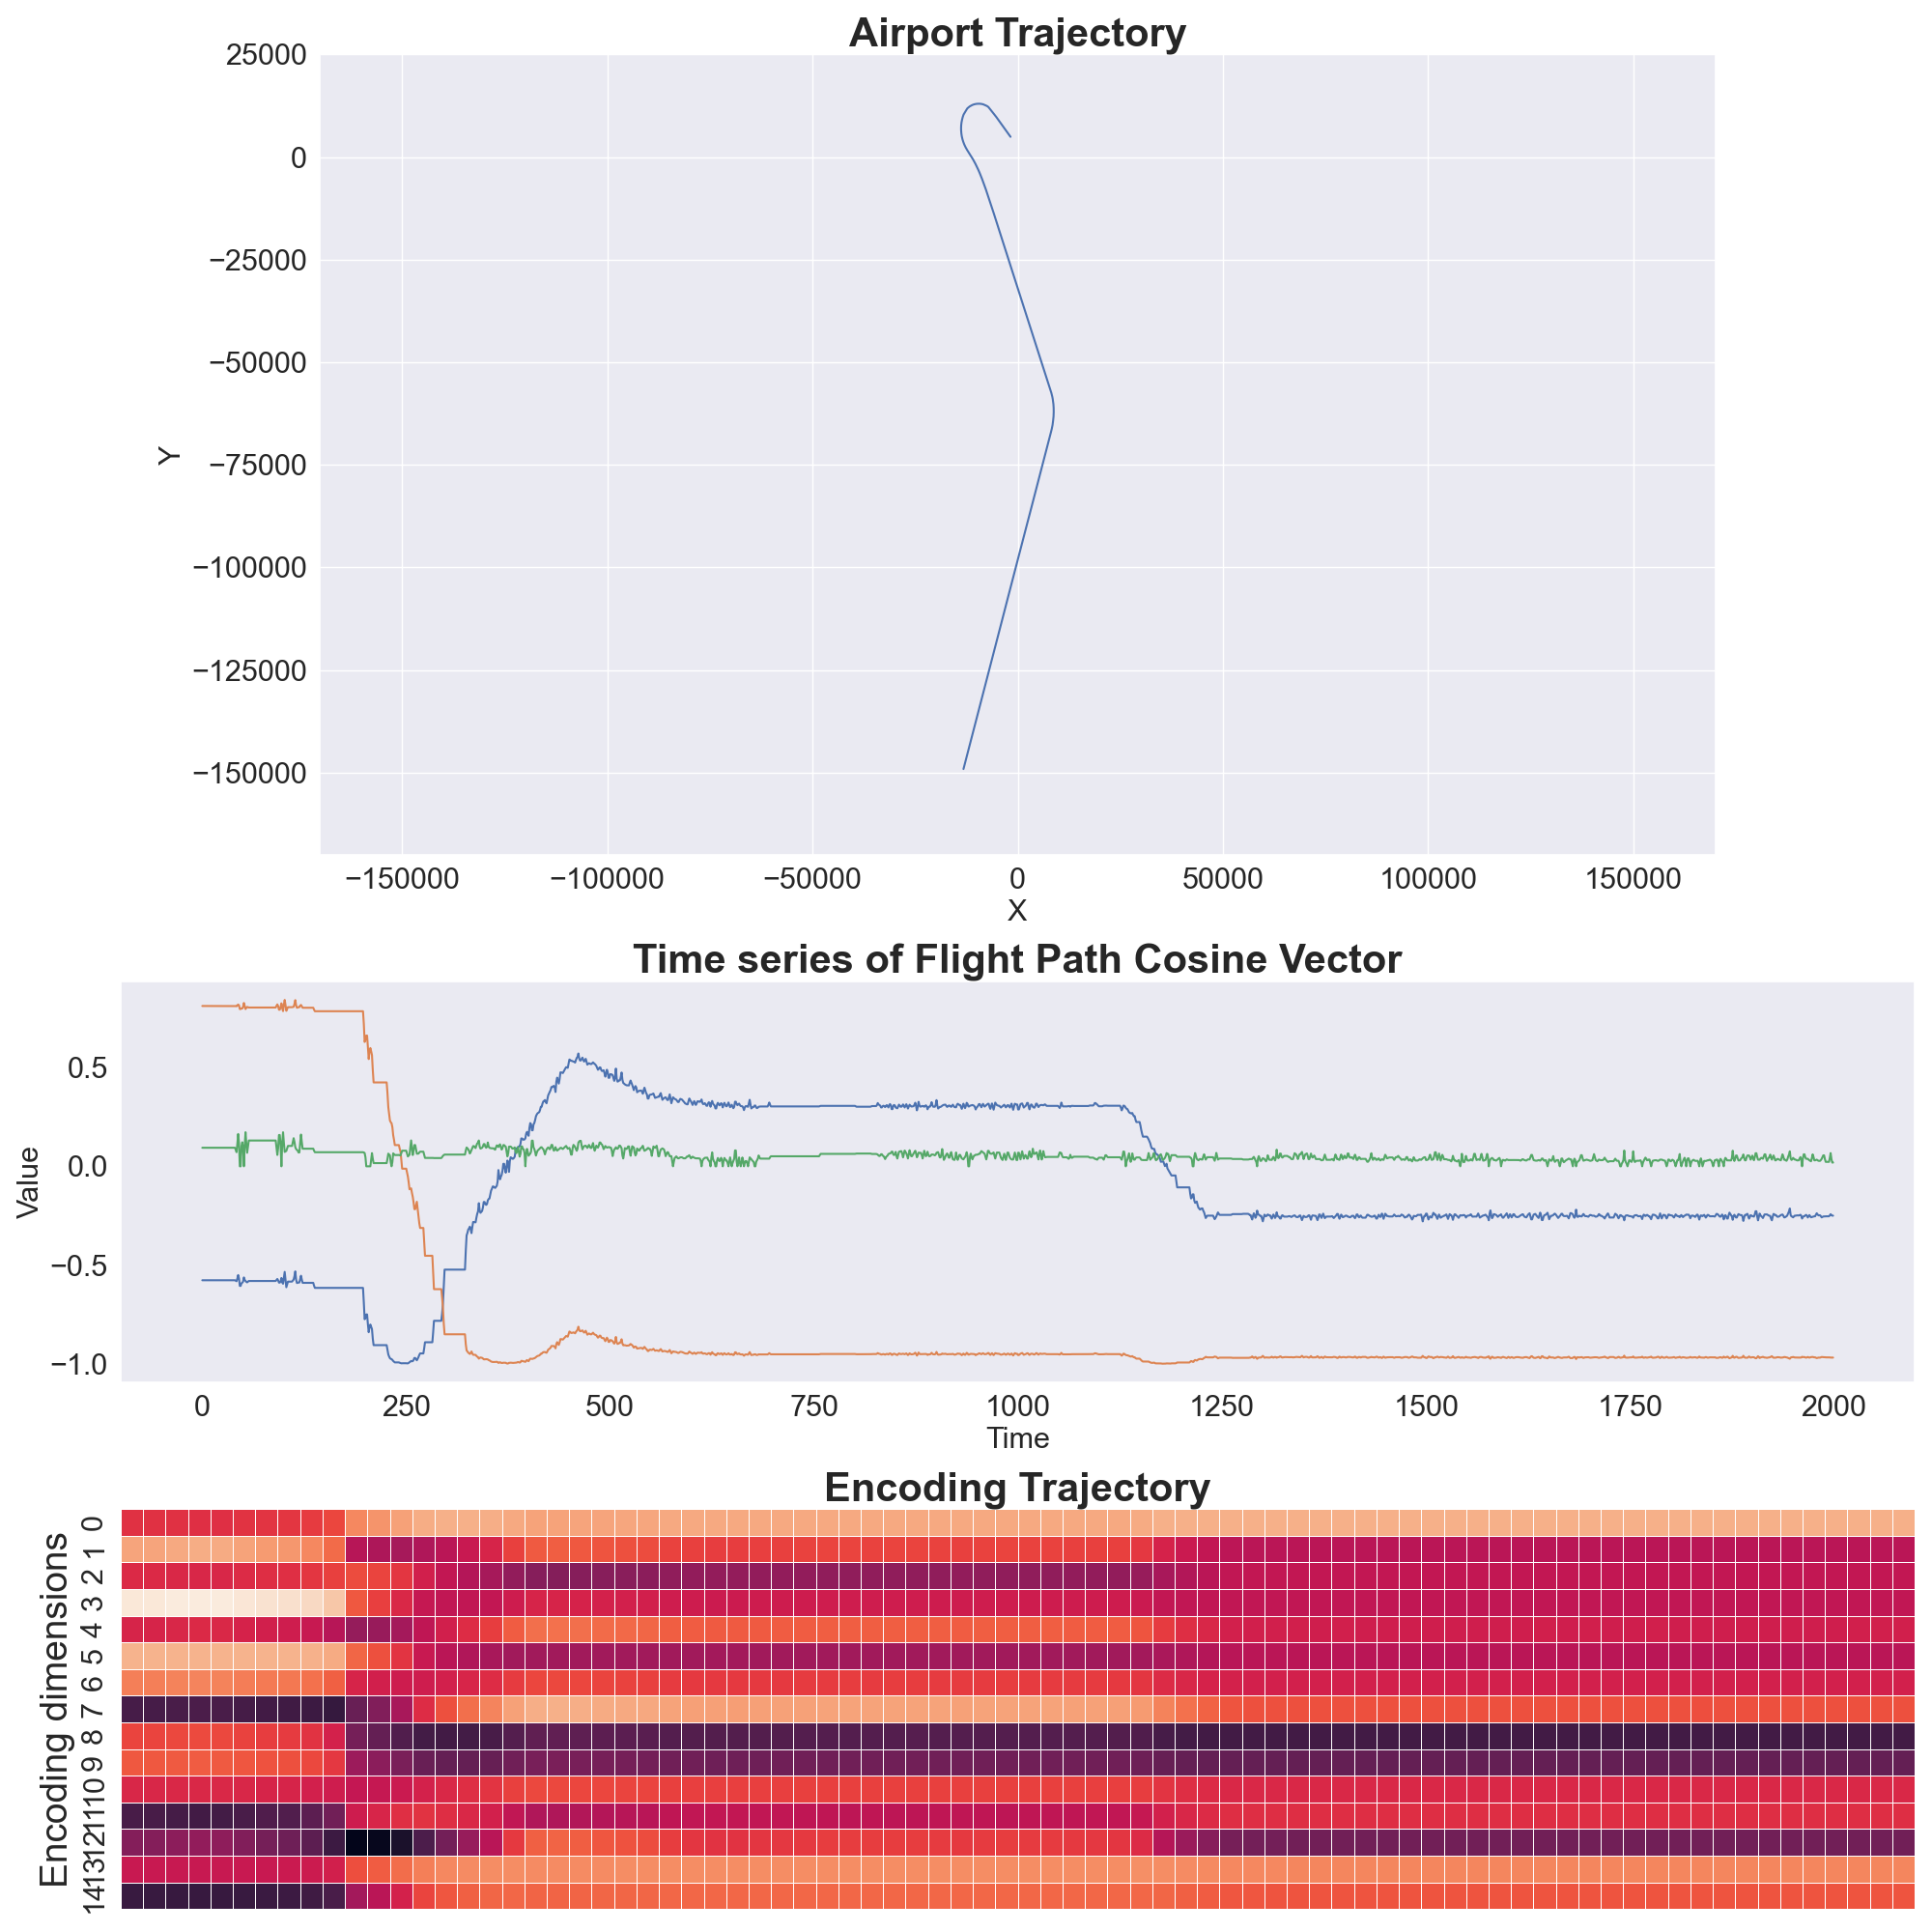 Airport Trajectory
25000
0
−25000
−50000
−75000
−100000
−125000
−150000
Y
−150000 −100000 −50000 0 50000 100000 150000
X
Time series of Flight Path Cosine Vector
0.5
0.0
−0.5
−1.0
Value
0 250 500 750 1000 1250 1500 1750 2000
Time
Encoding Trajectory
Encoding dimensions
0
1
2
3
4
5
6
7
8
9
10
11
12
13
14